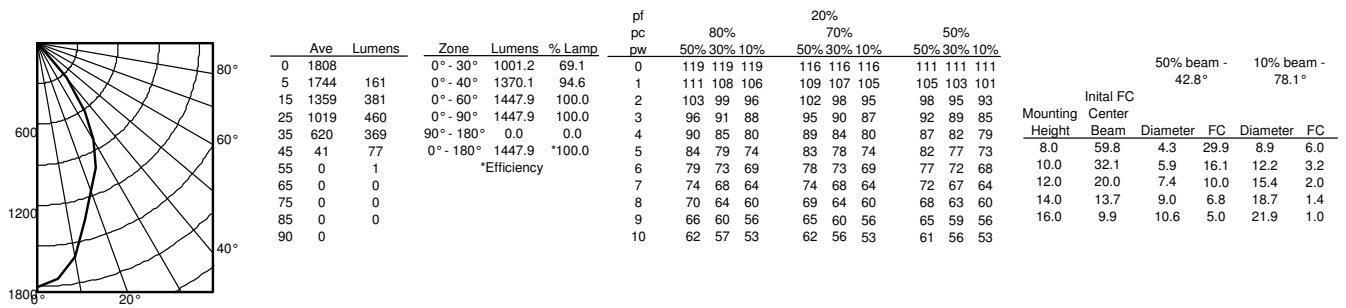 600
1200
1800
0°
20°
40°
60°
80°
Ave Lumens
0 1808
5 1744 161
15 1359 381
25 1019 460
35 620 369
45 41 77
55 0 1
65 0 0
75 0 0
85 0 0
90 0
Zone Lumens % Lamp
0° - 30° 1001.2 69.1
0° - 40° 1370.1 94.6
0° - 60° 1447.9 100.0
0° - 90° 1447.9 100.0
90° - 180° 0.0 0.0
0° - 180° 1447.9 *100.0
*Efficiency
pf 20%
pc 80% 70% 50%
pw 50% 30% 10% 50% 30% 10% 50% 30% 10%
0 119 119 119 116 116 116 111 111 111
1 111 108 106 109 107 105 105 103 101
2 103 99 96 102 98 95 98 95 93
3 96 91 88 95 90 87 92 89 85
4 90 85 80 89 84 80 87 82 79
5 84 79 74 83 78 74 82 77 73
6 79 73 69 78 73 69 77 72 68
7 74 68 64 74 68 64 72 67 64
8 70 64 60 69 64 60 68 63 60
9 66 60 56 65 60 56 65 59 56
10 62 57 53 62 56 53 61 56 53
50% beam - 10% beam -
42.8° 78.1°
Inital FC
Mounting Center
Height Beam Diameter FC Diameter FC
8.0 59.8 4.3 29.9 8.9 6.0
10.0 32.1 5.9 16.1 12.2 3.2
12.0 20.0 7.4 10.0 15.4 2.0
14.0 13.7 9.0 6.8 18.7 1.4
16.0 9.9 10.6 5.0 21.9 1.0